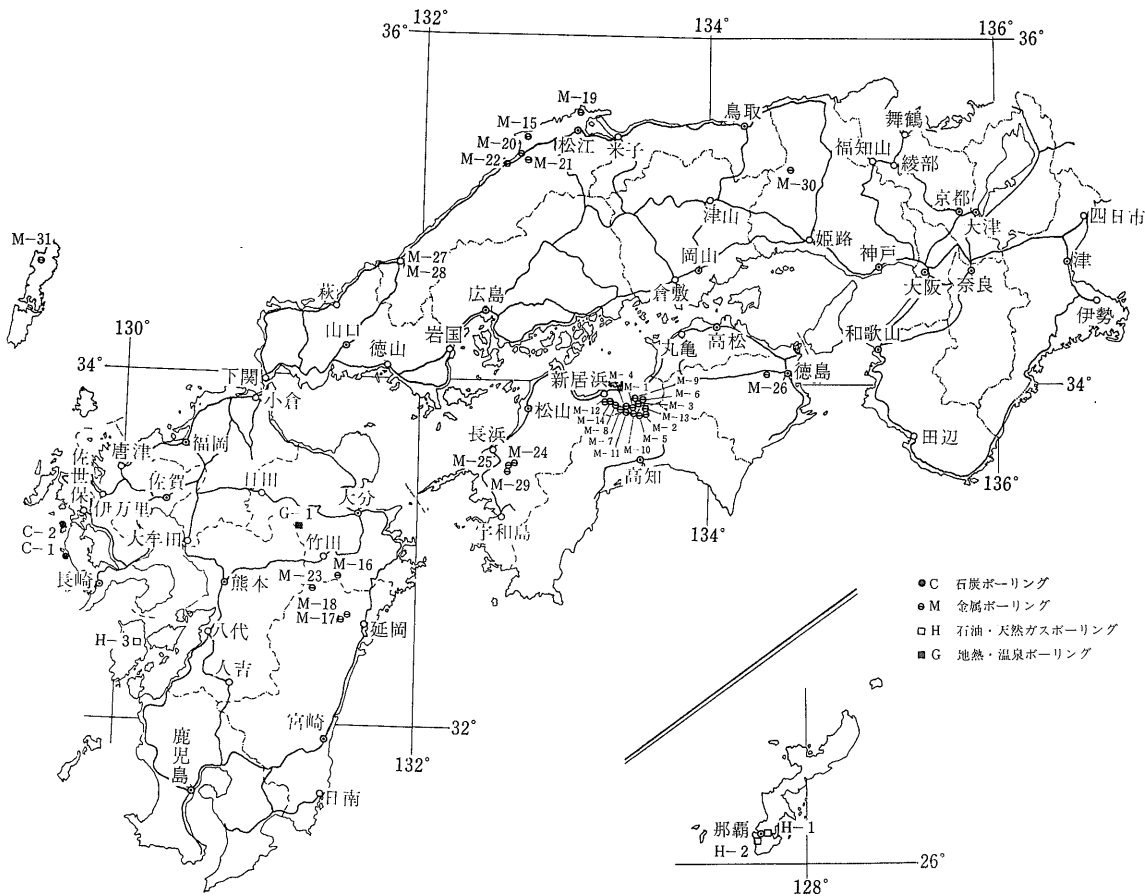 132°
134°
136°
36°
36°
M-19
M-15
M-20
M-22
M-21
松江
米子
鳥取
舞鶴
福知山
綾部
M-30
京都
大津
津山
四日市
姫路
M-31
M-27
M-28
岡山
神戸
津
倉敷
大阪
奈良
萩
広島
伊勢
130°
山口
岩国
和歌山
丸亀
高松
徳山
34°
下関
新居浜
M-4
M-1
M-9
M-6
M-26
徳島
34°
小倉
松山
M-12
M-3
M-14
M-13
M-8
M-2
福岡
長浜
M-7
M-5
田辺
唐津
M-11
M-10
佐世保
M-25
M-24
高知
136°
佐賀
日田
M-29
伊万里
大分
G-1
宇和島
134°
C-2
大牟田
竹田
C-1
M-16
長崎
熊本
M-23
M-18
M-17
延岡
八代
H-3
人吉
宮崎
32°
鹿児島
132°
日南
C 石炭ボーリング
M 金属ボーリング
H 石油・天然ガスボーリング
G 地熱・温泉ボーリング
那覇
H-1
H-2
26°
128°